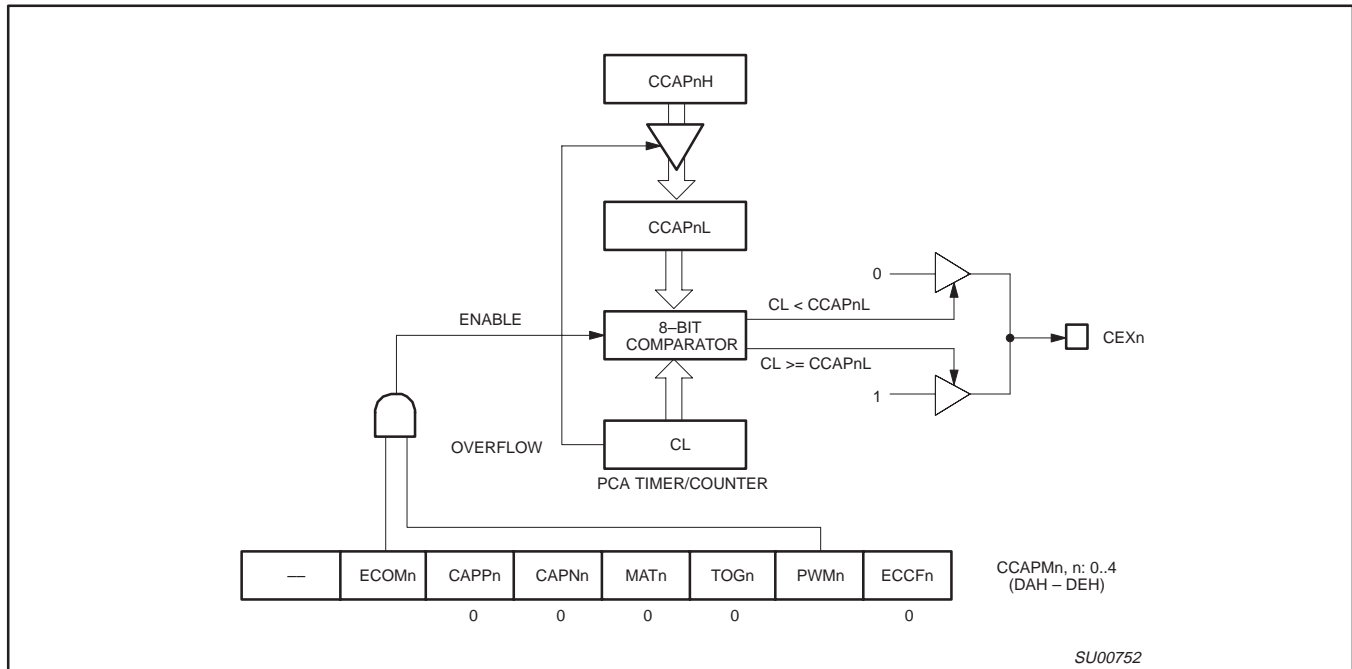 CCAPnH
CCAPnL
0
CL < CCAPnL
ENABLE
8–BIT
COMPARATOR
CEXn
CL >= CCAPnL
1
OVERFLOW
CL
PCA TIMER/COUNTER
— ECOMn CAPPn CAPNn MATn TOGn PWMn ECCFn
CCAPMn, n: 0..4
(DAH – DEH)
0 0 0 0 0
SU00752